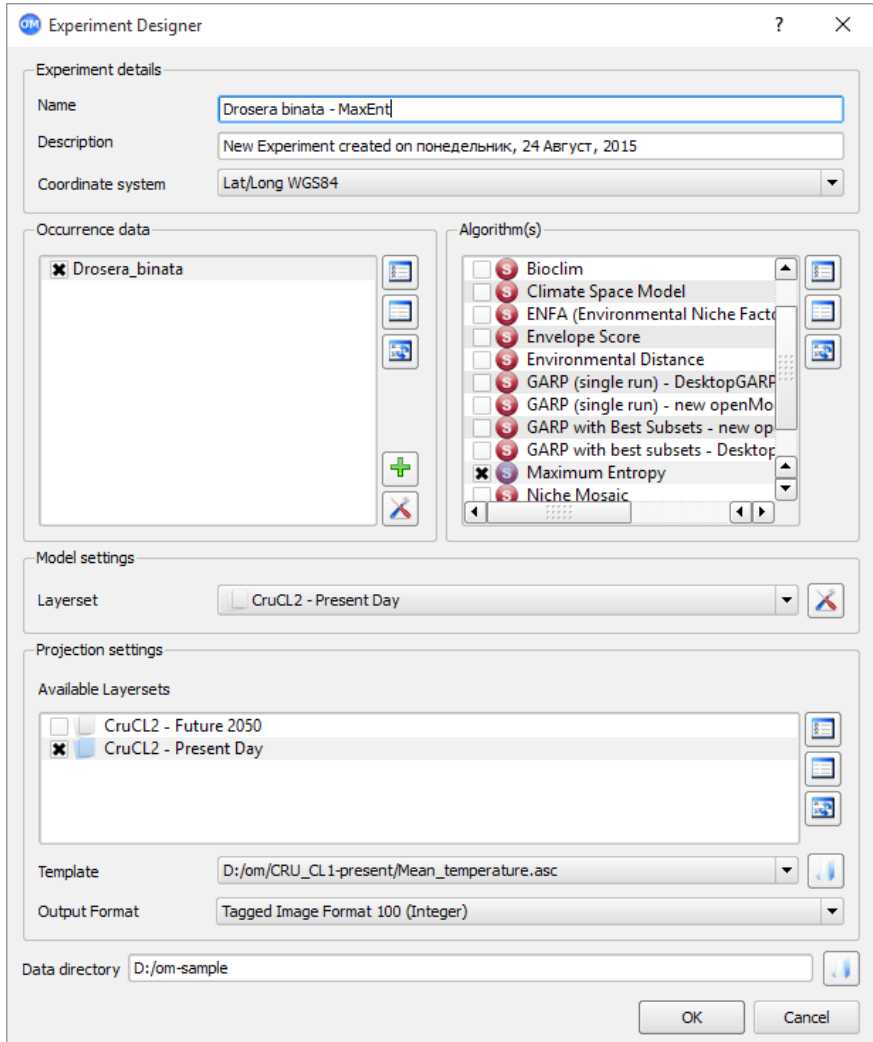 OM Experiment Designer ?
Experiment details
Name Drosera binata - MaxEnt
Description New Experiment created on понедельник, 24 Август, 2015
Coordinate system Lat/Long WGS84
Occurrence data
Drosera_binata
Algorithm(s)
S Bioclim
S Climate Space Model
S ENFA (Environmental Niche Facto
S Envelope Score
S Environmental Distance
S GARP (single run) - DesktopGARP
S GARP (single run) - new openMo
S GARP with Best Subsets - new op
S GARP with best subsets - Desktop
S Maximum Entropy
S Niche Mosaic
Model settings
Layerset CruCL2 - Present Day
Projection settings
Available Layersets
CruCL2 - Future 2050
CruCL2 - Present Day
Template D:/om/CRU_CL1-present/Mean_temperature.asc
Output Format Tagged Image Format 100 (Integer)
Data directory D:/om-sample
OK Cancel